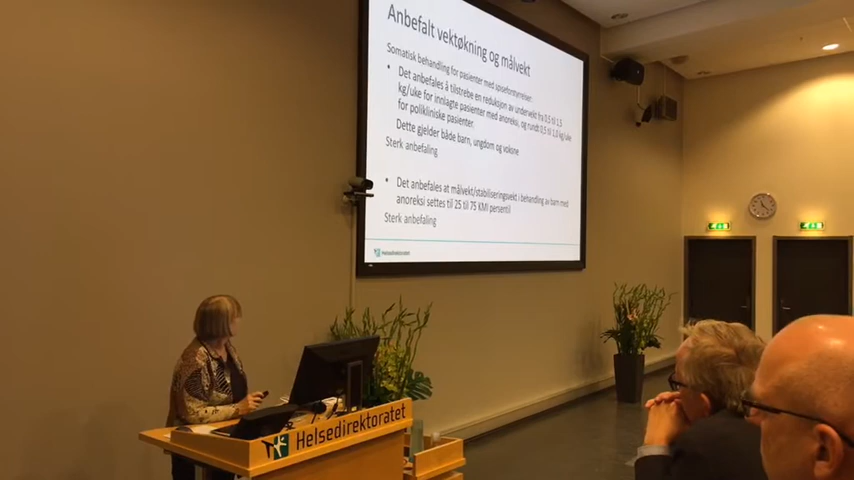 Anbefalt vektøkning og målvekt
Somatisk behandling for pasienter med spiseforstyrrelser:
• Det anbefales å tilstrebe en reduksjon av undervekt fra 0,5 til 1,5
kg/uke for innlagte pasienter med anoreksi, og rundt 0,5 til 1,0 kg/uke
for polikliniske pasienter.
Dette gjelder både barn, ungdom og voksne
Sterk anbefaling
• Det anbefales at målvekt/stabiliseringsvekt i behandling av barn med
anoreksi settes til 25 til 75 KMI persentil
Sterk anbefaling
Helsedirektoratet
Helsedirektoratet